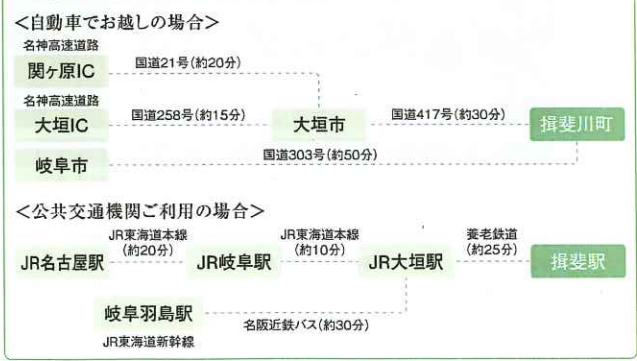 ＜自動車でお越しの場合＞
名神高速道路
関ヶ原IC
国道21号(約20分)
名神高速道路
大垣IC
国道258号(約15分)
大垣市
国道417号(約30分)
揖斐川町
岐阜市
国道303号(約50分)
＜公共交通機関ご利用の場合＞
JR名古屋駅
JR東海道本線
(約20分)
JR岐阜駅
JR東海道本線
(約10分)
JR大垣駅
養老鉄道
(約25分)
揖斐駅
岐阜羽島駅
JR東海道新幹線
名阪近鉄バス(約30分)